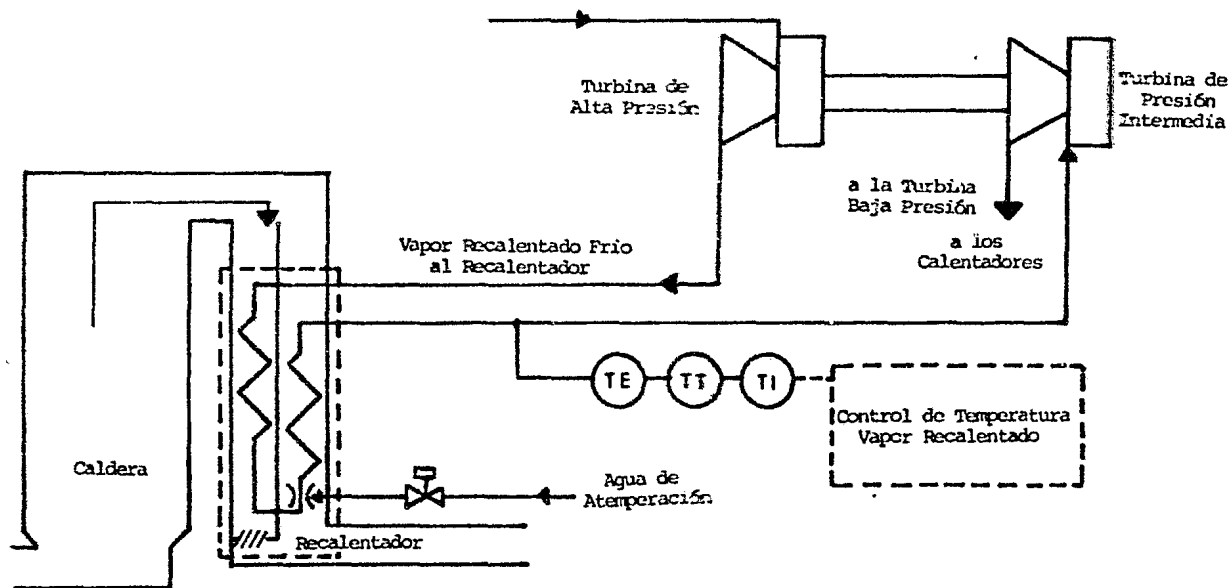 Turbina de
Alta Presión
Turbina de
Presión
Intermedia
a la Turbina
Baja Presión
a los
Calentadores
Vapor Recalentado Frío
al Recalentador
TE
TT
TI
Control de Temperatura
Vapor Recalentado
Caldera
Agua de
Atemperación
Recalentador